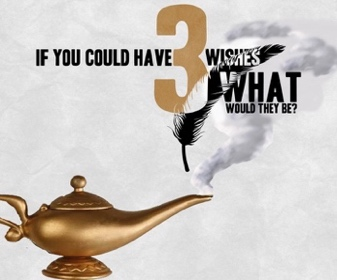 IF YOU COULD HAVE 3 WISHES
WHAT
WOULD THEY BE?